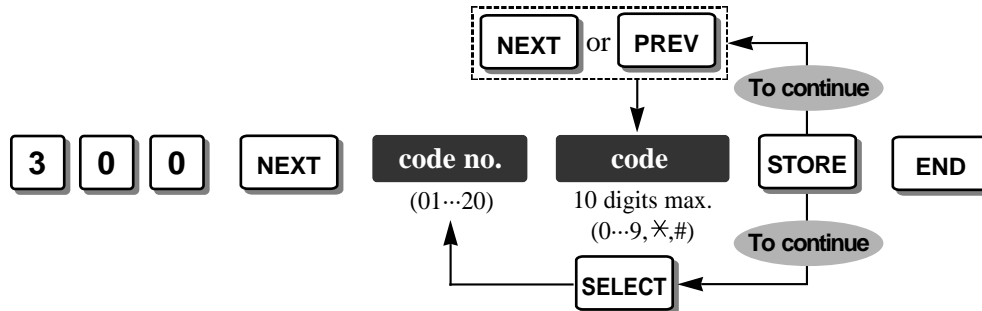 NEXT or PREV
To continue
3 0 0 NEXT code no. code STORE END
(01···20) 10 digits max.
(0···9,✳,#)
To continue
SELECT